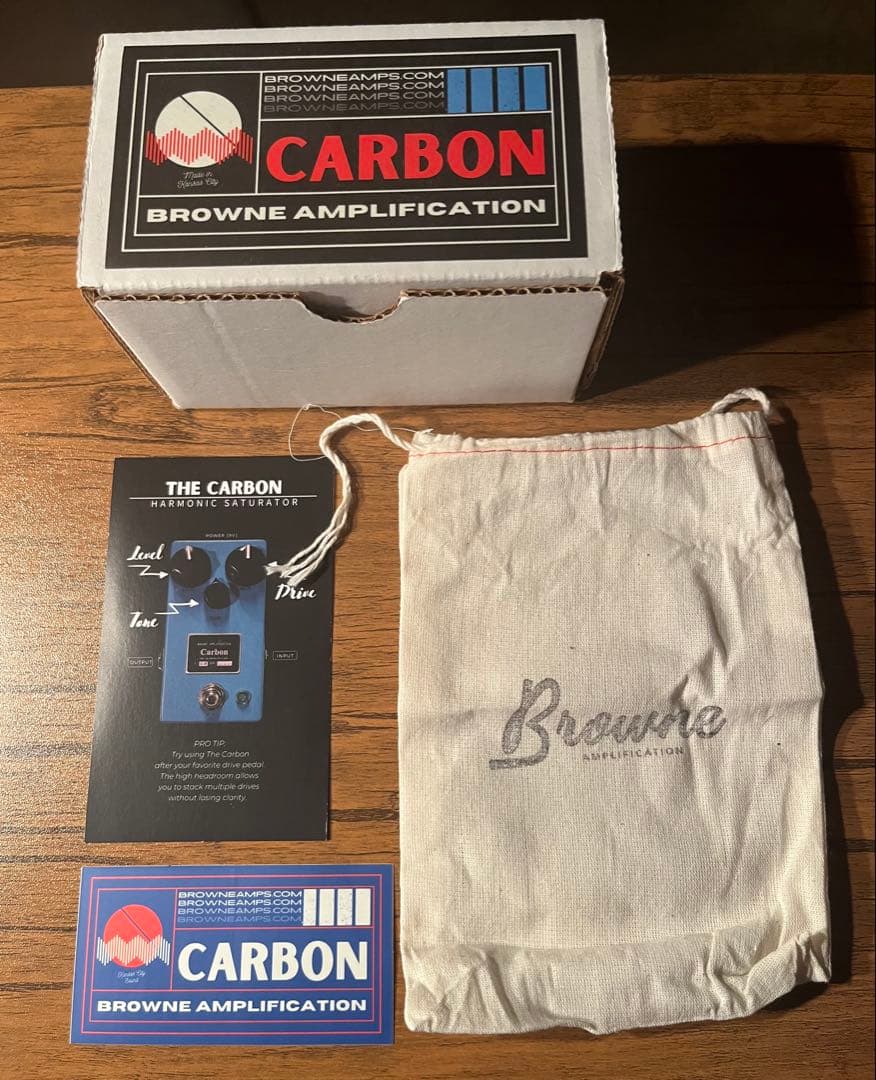 BROWNEAMPS.COM
BROWNEAMPS.COM
BROWNEAMPS.COM
BROWNEAMPS.COM
CARBON
Made in
Kansas City
BROWNE AMPLIFICATION
THE CARBON
HARMONIC SATURATOR
POWER (9V)
Level
Drive
Tone
Carbon
OUTPUT
INPUT
PRO TIP:
Try using The Carbon
after your favorite drive pedal.
The high headroom allows
you to stack multiple drives
without losing clarity.
Browne
AMPLIFICATION
BROWNEAMPS.COM
BROWNEAMPS.COM
BROWNEAMPS.COM
BROWNEAMPS.COM
CARBON
Kansas City
BROWNE AMPLIFICATION